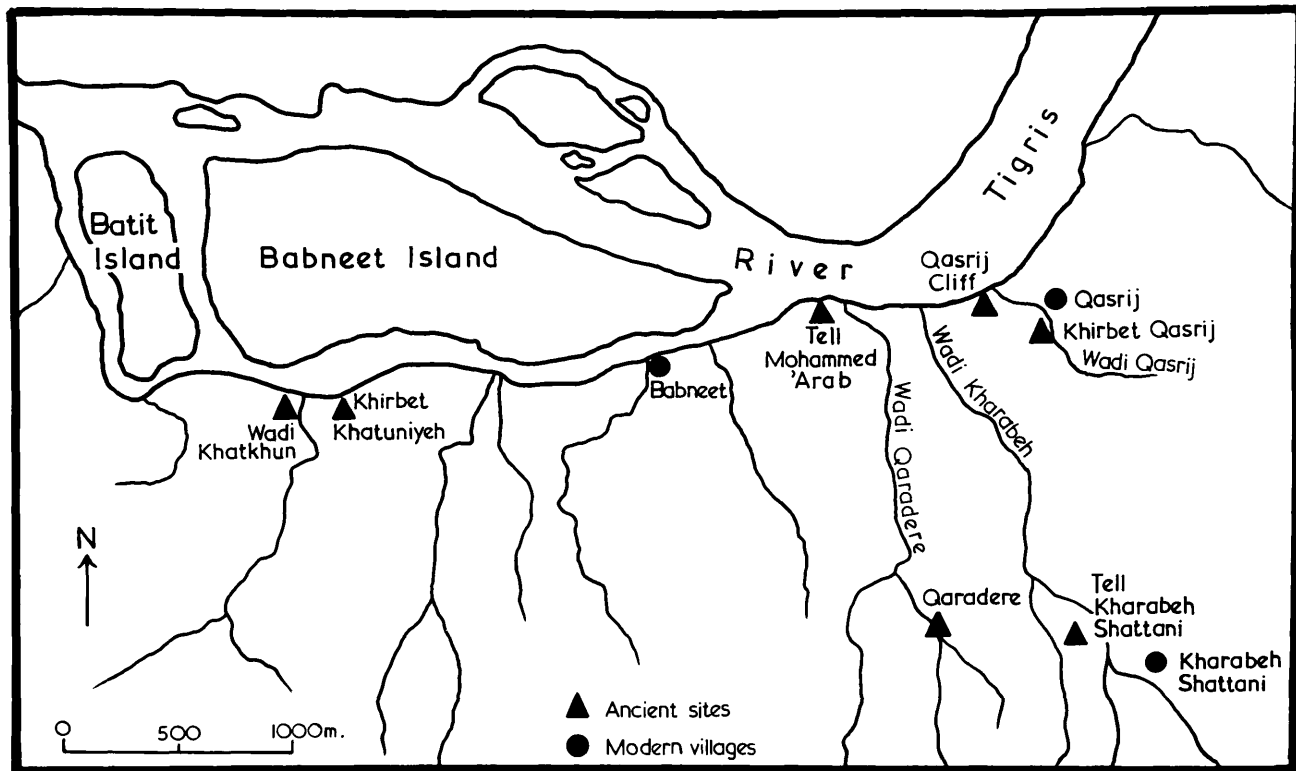 Tigris
River
Batit
Island
Babneet Island
Qasrij
Cliff
Qasrij
Khirbet Qasrij
Wadi Qasrij
Tell
Mohammed
'Arab
Babneet
Wadi Kharabeh
Wadi Qaradere
Wadi
Khatkhun
Khirbet
Khatuniyeh
N
Qaradere
Tell
Kharabeh
Shattani
Kharabeh
Shattani
0 500 1000m.
Ancient sites
Modern villages